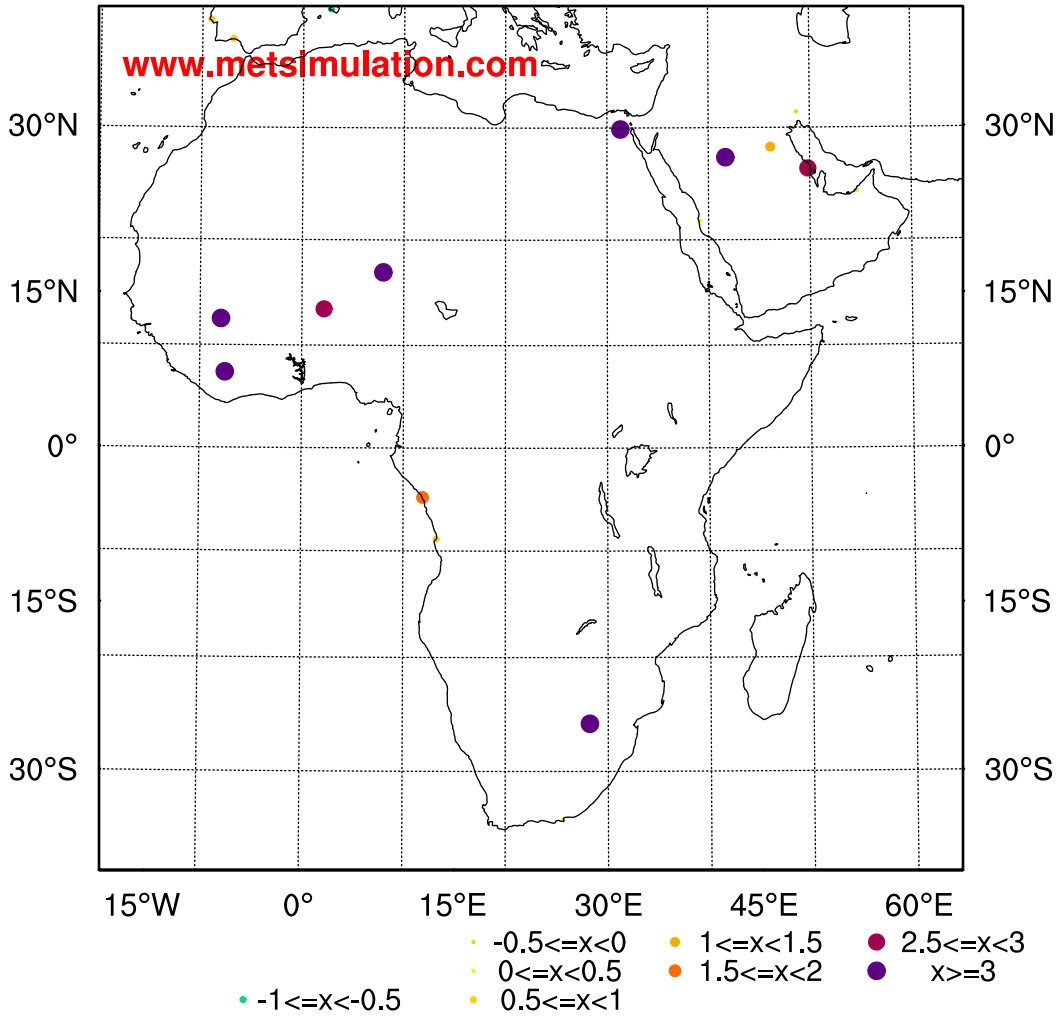 www.metsimulation.com
30°N 30°N
15°N 15°N
0° 0°
15°S 15°S
30°S 30°S
15°W 0° 15°E 30°E 45°E 60°E
-0.5<=x<0 1<=x<1.5 2.5<=x<3
0<=x<0.5 1.5<=x<2 x>=3
-1<=x<-0.5 0.5<=x<1